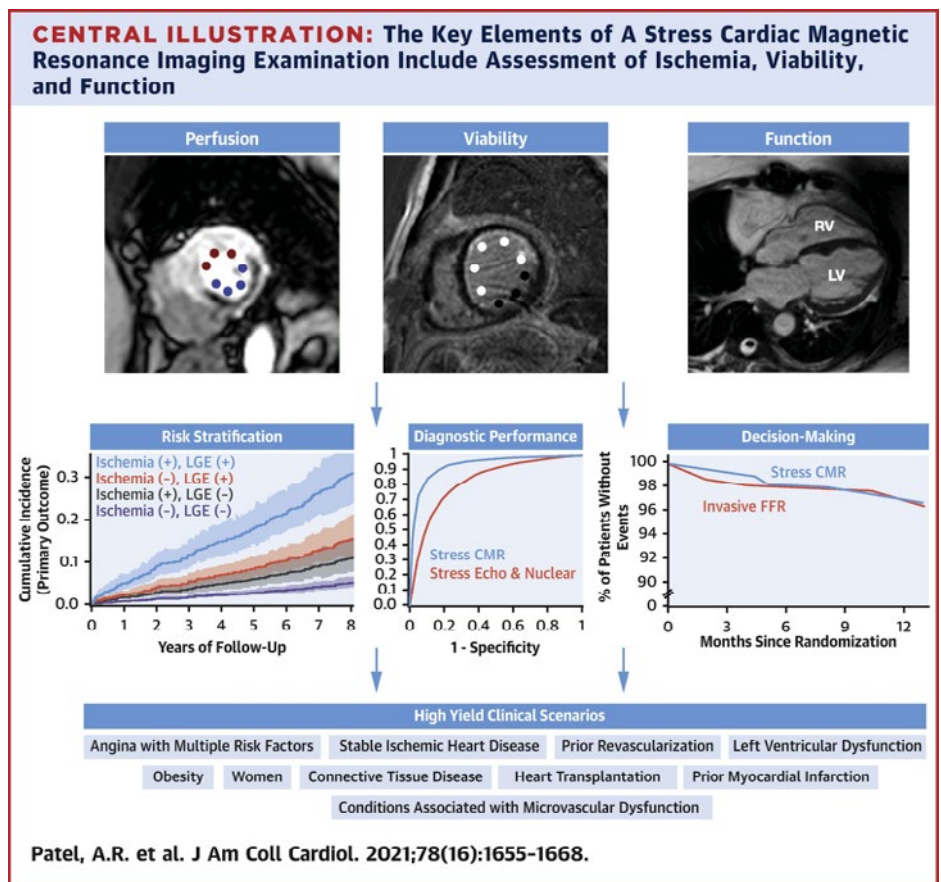 CENTRAL ILLUSTRATION: The Key Elements of A Stress Cardiac Magnetic
Resonance Imaging Examination Include Assessment of Ischemia, Viability,
and Function
Perfusion
Viability
Function
RV
LV
Risk Stratification
Cumulative Incidence
(Primary Outcome)
0.3
0.2
0.1
0.0
Ischemia (+), LGE (+)
Ischemia (−), LGE (+)
Ischemia (+), LGE (−)
Ischemia (−), LGE (−)
0 1 2 3 4 5 6 7 8
Years of Follow-Up
Diagnostic Performance
1
0.9
0.8
0.7
0.6
0.5
0.4
0.3
0.2
0.1
0.0
Stress CMR
Stress Echo & Nuclear
0 0.2 0.4 0.6 0.8 1
1 - Specificity
Decision-Making
% of Patients Without
Events
100
96
94
96
98
92
90
0
Stress CMR
Invasive FFR
0 3 6 9 12
Months Since Randomization
High Yield Clinical Scenarios
Angina with Multiple Risk Factors Stable Ischemic Heart Disease Prior Revascularization Left Ventricular Dysfunction
Obesity Women Connective Tissue Disease Heart Transplantation Prior Myocardial Infarction
Conditions Associated with Microvascular Dysfunction
Patel, A.R. et al. J Am Coll Cardiol. 2021;78(16):1655-1668.